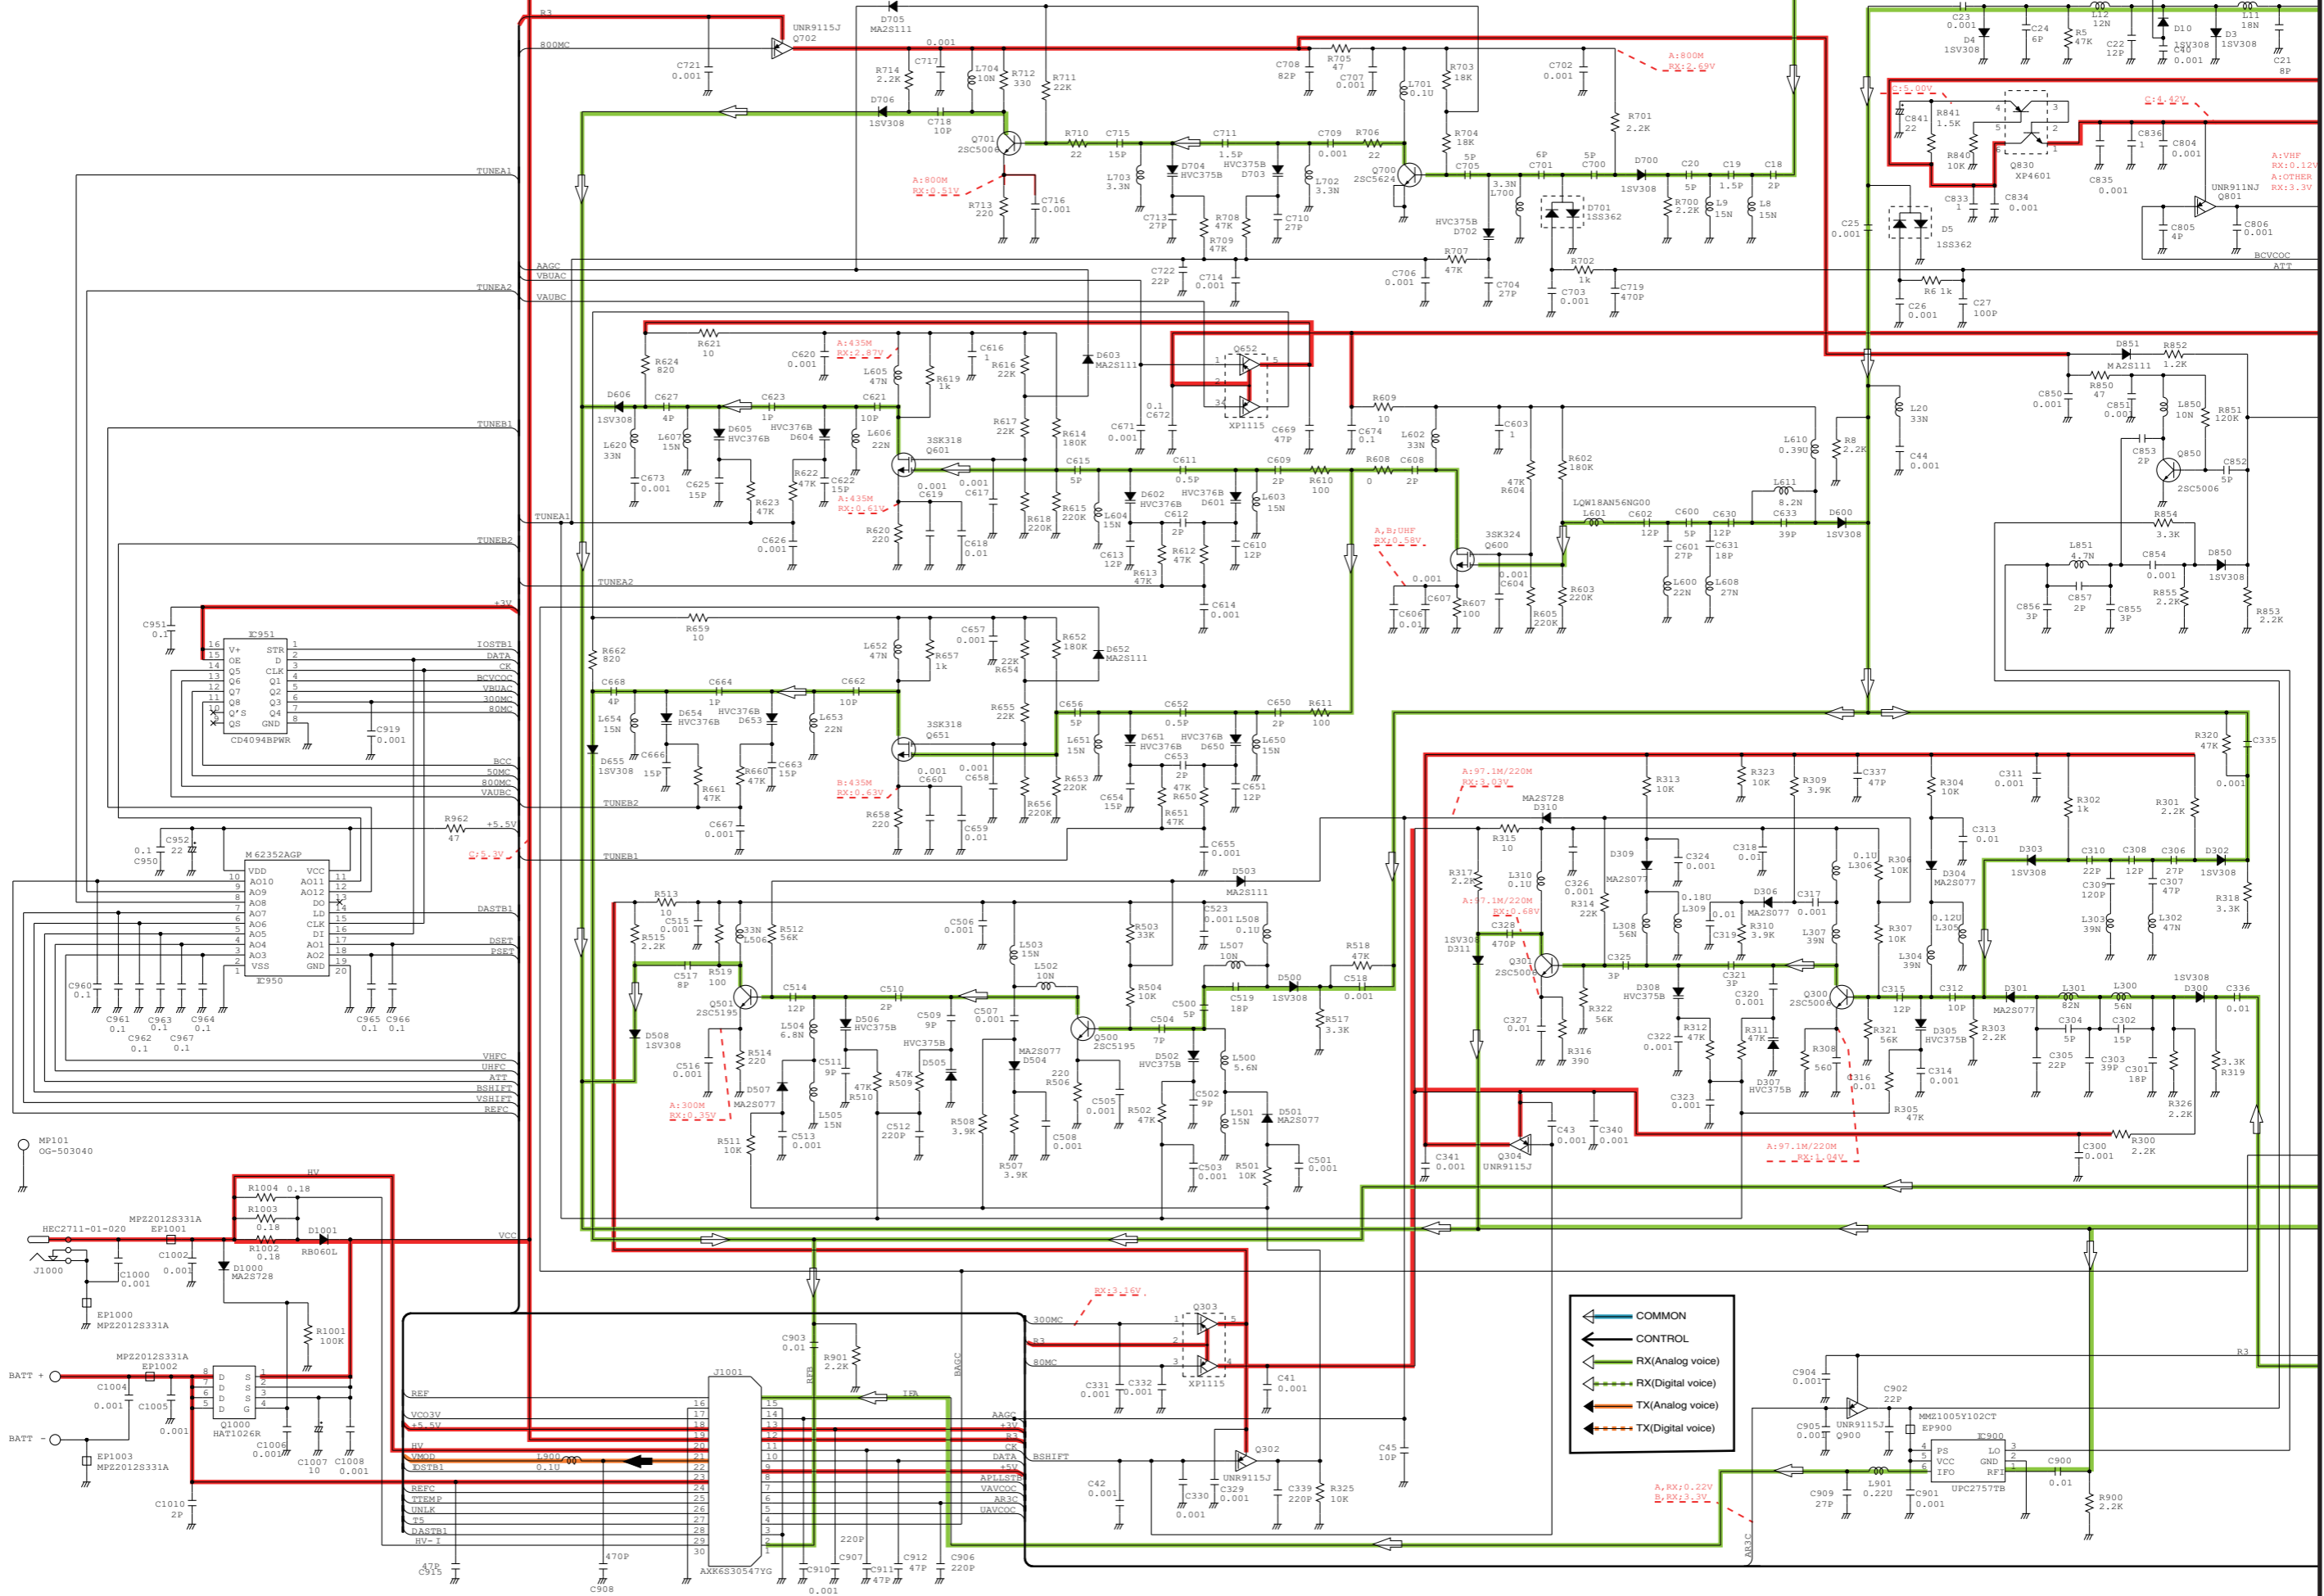 R3
800MC
UNR9115J
Q702
D705
MA2S111
C721
0.001
R714
2.2K
0.001
C717
L704
10N
R712
330
R711
22K
D706
1SV308
C718
10P
Q701
2SC5006
A:800M
RX:0.51V
R713
220
C716
0.001
R710
22
C715
15P
L703
3.3N
D704
HVC375B
C711
1.5P
HVC375B
D703
C709
0.001
R706
22
L702
3.3N
C713
27P
R708
47K
R709
47K
C710
27P
C722
22P
C714
0.001
C708
82P
R705
47
C707
0.001
L701
0.1U
R703
18K
R704
18K
C702
0.001
A:800M
RX:2.69V
R701
2.2K
Q700
2SC5624
5P
C705
3.3N
L700
6P
C701
5P
C700
D700
1SV308
C20
5P
C19
1.5P
C18
2P
R700
2.2K
L9
15N
L8
15N
HVC375B
D702
D701
1SS362
R707
47K
C706
0.001
C704
27P
R702
1k
C703
0.001
C719
470P
C23
0.001
D4
1SV308
C24
6P
R5
47K
L12
12N
C22
12P
D10
1SV308
C40
0.001
D3
1SV308
L11
18N
C21
8P
C:5.00V
C841
22
R841
1.5K
R840
10K
Q830
XP4601
C:4.42V
C835
0.001
C836
1
C804
0.001
A:VHF
RX:0.12V
A:OTHER
RX:3.3V
UNR911NJ
Q801
C833
1
C834
0.001
C805
4P
C806
0.001
BCVCOC
ATT
C25
0.001
D5
1SS362
R6 1k
C26
0.001
C27
100P
TUNEA1
TUNEA2
TUNEB1
TUNEB2
AAGC
VBUAC
VAUBC
R621
10
R624
820
C620
0.001
A:435M
RX:2.87V
L605
47N
R619
1k
C616
1
R616
22K
D603
MA2S111
Q652
XP1115
D606
1SV308
C627
4P
C623
1P
C621
10P
L620
33N
L607
15N
D605
HVC376B
HVC376B
D604
L606
22N
3SK318
Q601
R617
22K
R614
180K
C673
0.001
C625
15P
R623
47K
R622
47K
C622
15P
A:435M
RX:0.61V
0.001
C619
0.001
C617
R620
220
C618
0.01
R618
220K
R615
220K
C626
0.001
TUNEA1
TUNEA2
C615
5P
C611
0.5P
C609
2P
R610
100
R608
0
C608
2P
L604
15N
D602
HVC376B
HVC376B
D601
L603
15N
C612
2P
C613
12P
R613
47K
R612
47K
C610
12P
C614
0.001
C671
0.001
0.1
C672
C669
47P
C674
0.1
R609
10
L602
33N
C603
1
47K
R604
R602
180K
L610
0.39U
R8
2.2K
L20
33N
C44
0.001
L611
8.2N
LQW18AN56NG00
L601
C602
12P
C600
5P
C630
12P
C633
39P
D600
1SV308
C601
27P
C631
18P
L600
22N
L608
27N
A,B;UHF
RX;0.58V
3SK324
Q600
0.001
C607
C606
0.01
R607
100
0.001
C604
R605
220K
R603
220K
D851
MA2S111
R852
1.2K
C850
0.001
R850
47
C851
0.001
L850
10N
R851
120K
C853
2P
Q850
2SC5006
C852
5P
R854
3.3K
L851
4.7N
C854
0.001
D850
1SV308
C857
2P
C856
3P
C855
3P
R855
2.2K
R853
2.2K
+3V
C951
0.1
IC951
V+
OE
Q5
Q6
Q7
Q8
Q'S
QS
STR
D
CLK
Q1
Q2
Q3
Q4
GND
CD4094BPWR
IOSTB1
DATA
CK
BCVCOC
VBUAC
300MC
80MC
C919
0.001
BCC
50MC
800MC
VAUBC
R659
10
R662
820
L652
47N
R657
1k
C657
0.001
22K
R654
R652
180K
D652
MA2S111
C668
4P
C664
1P
C662
10P
L654
15N
D654
HVC376B
HVC376B
D653
L653
22N
3SK318
Q651
R655
22K
D655
1SV308
C666
15P
R661
47K
R660
47K
C663
15P
B:435M
RX:0.63V
0.001
C660
0.001
C658
R658
220
C659
0.01
R656
220K
R653
220K
TUNEB2
C667
0.001
TUNEB1
C656
5P
C652
0.5P
C650
2P
R611
100
L651
15N
D651
HVC376B
HVC376B
D650
L650
15N
C653
2P
C654
15P
47K
R650
R651
47K
C651
12P
C655
0.001
R962
47
+5.5V
C:5.3V
0.1
C950
C952
22
M62352AGP
VDD
AO10
AO9
AO8
AO7
AO6
AO5
AO4
AO3
VSS
VCC
AO11
AO12
DO
LD
CLK
DI
AO1
AO2
GND
IC950
DASTB1
DSET
PSET
C960
0.1
C961
0.1
C962
0.1
C963
0.1
C967
0.1
C964
0.1
C965
0.1
C966
0.1
VHFC
UHFC
ATT
BSHIFT
VSHIFT
REFC
R513
10
R515
2.2K
C515
0.001
33N
L506
R512
56K
C517
8P
R519
100
D508
1SV308
Q501
2SC5195
C514
12P
C510
2P
C516
0.001
R514
220
A:300M
RX:0.35V
L504
6.8N
D506
HVC375B
C511
9P
C509
9P
HVC375B
D505
D507
MA2S077
L505
15N
R511
10K
C513
0.001
47K
R510
47K
R509
C512
220P
C506
0.001
L503
15N
L502
10N
C507
0.001
MA2S077
D504
R508
3.9K
R507
3.9K
C508
0.001
220
R506
Q500
2SC5195
C505
0.001
D503
MA2S111
R503
33K
R504
10K
C523
0.001
L508
0.1U
L507
10N
C500
5P
C519
18P
D500
1SV308
R518
47K
C518
0.001
R517
3.3K
C504
7P
D502
HVC375B
L500
5.6N
R502
47K
C502
9P
L501
15N
D501
MA2S077
C503
0.001
R501
10K
C501
0.001
A:97.1M/220M
RX:3.03V
MA2S728
D310
R315
10
R317
2.2K
L310
0.1U
C326
0.001
R314
22K
A:97.1M/220M
RX:0.68V
C328
470P
1SV308
D311
Q301
2SC5006
C325
3P
R322
56K
C327
0.01
R316
390
R313
10K
R323
10K
R309
3.9K
C337
47P
R304
10K
C311
0.001
R302
1k
R301
2.2K
R320
47K
C335
0.001
D309
MA2S077
C324
0.001
C318
0.01
0.1U
L306
R306
10K
D304
MA2S077
C313
0.01
0.18U
L309
L308
56N
0.01
C319
D306
MA2S077
C317
0.001
R310
3.9K
L307
39N
R307
10K
0.12U
L305
L304
39N
D303
1SV308
C310
22P
C308
12P
C306
27P
D302
1SV308
C309
120P
C307
47P
L303
39N
L302
47N
R318
3.3K
C321
3P
C320
0.001
D308
HVC375B
C322
0.001
R312
47K
R311
47K
D307
HVC375B
C323
0.001
Q300
2SC5006
C315
12P
C312
10P
R321
56K
D305
HVC375B
R303
2.2K
R308
560
C316
0.01
C314
0.001
R305
47K
D301
MA2S077
L301
82N
L300
56N
1SV308
D300
C336
0.01
C304
5P
C302
15P
C305
22P
C303
39P
C301
18P
R326
2.2K
3.3K
R319
A:97.1M/220M
RX:1.04V
C300
0.001
R300
2.2K
C341
0.001
Q304
UNR9115J
C43
0.001
C340
0.001
MP101
OG-503040
HV
R1004 0.18
R1003
0.18
R1002
0.18
HEC2711-01-020
MPZ2012S331A
EP1001
D1001
RB060L
VCC
J1000
C1000
0.001
C1002
0.001
D1000
MA2S728
EP1000
MPZ2012S331A
R1001
100K
MPZ2012S331A
EP1002
BATT +
C1004
0.001
C1005
0.001
D
D
D
D
S
S
S
G
Q1000
HAT1026R
BATT -
EP1003
MPZ2012S331A
C1006
0.001
C1007
10
C1008
0.001
C1010
2P
C903
0.01
R901
2.2K
RFB
BAGC
IFA
J1001
REF
VCO3V
+5.5V
HV
VMOD
IOSTB1
REFC
TTEMP
UNLK
T5
DASTB1
HV-I
L900
0.1U
AAGC
+3V
R3
CK
DATA
+5V
APLLSTB
VAVCOC
AR3C
UAVCOC
AXK6S30547YG
47P
C915
470P
C908
C910
0.001
220P
C907
C911
47P
C912
47P
C906
220P
RX:3.16V
300MC
R3
80MC
Q303
XP1115
C331
0.001
C332
0.001
C41
0.001
BSHIFT
Q302
UNR9115J
C42
0.001
C330
0.001
C329
0.001
C339
220P
R325
10K
C45
10P
COMMON
CONTROL
RX(Analog voice)
RX(Digital voice)
TX(Analog voice)
TX(Digital voice)
R3
C904
0.001
C902
22P
C905
0.001
UNR9115J
Q900
MMZ1005Y102CT
EP900
IC900
PS
VCC
IFO
LO
GND
RFI
UPC2757TB
C900
0.01
R900
2.2K
A,RX;0.22V
B,RX;3.3V
C909
27P
L901
0.22U
C901
0.001
AR3C